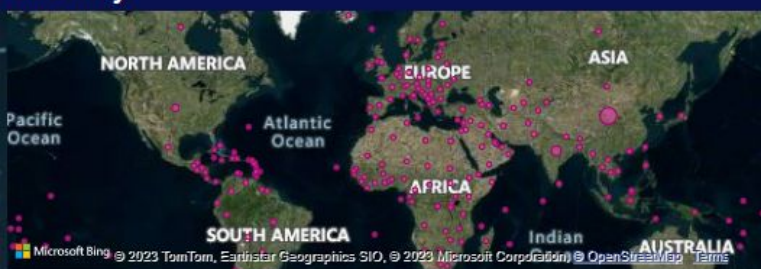 NORTH AMERICA
EUROPE
ASIA
Pacific
Ocean
Atlantic
Ocean
AFRICA
SOUTH AMERICA
Indian
AUSTRALIA
Microsoft Bing
© 2023 TomTom, Earthstar Geographics SIO, © 2023 Microsoft Corporation, © OpenStreetMap Terms